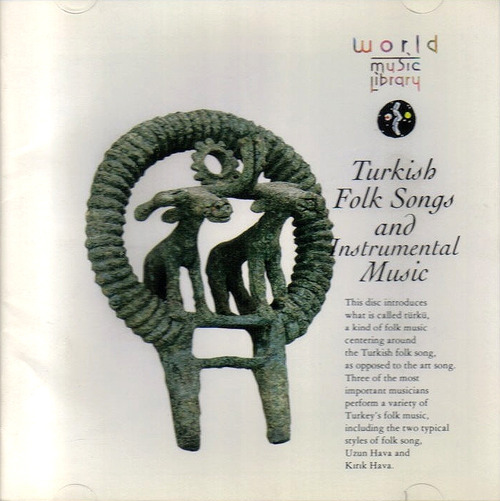 world
music
library
Turkish
Folk Songs
and
Instrumental
Music
This disc introduces
what is called türkü,
a kind of folk music
centering around
the Turkish folk song,
as opposed to the art song.
Three of the most
important musicians
perform a variety of
Turkey's folk music,
including the two typical
styles of folk song,
Uzun Hava and
Kırık Hava.